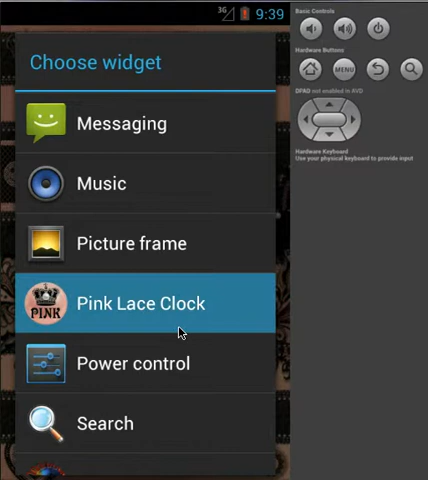 3G 9:39
Basic Controls
Choose widget
Hardware Buttons
MENU
Messaging
DPAD not enabled in AVD
Music
Hardware Keyboard
Use your physical keyboard to provide input
Picture frame
PINK
Pink Lace Clock
Power control
Search